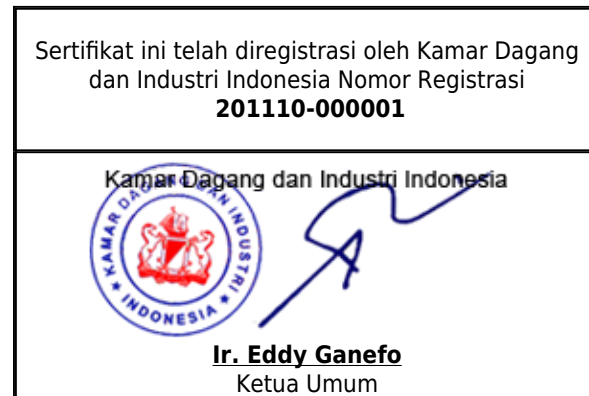 Sertifikat ini telah diregistrasi oleh Kamar Dagang
dan Industri Indonesia Nomor Registrasi
201110-000001
Kamar Dagang dan Industri Indonesia
KAMAR DAGANG DAN INDUSTRI
INDONESIA
Ir. Eddy Ganefo
Ketua Umum